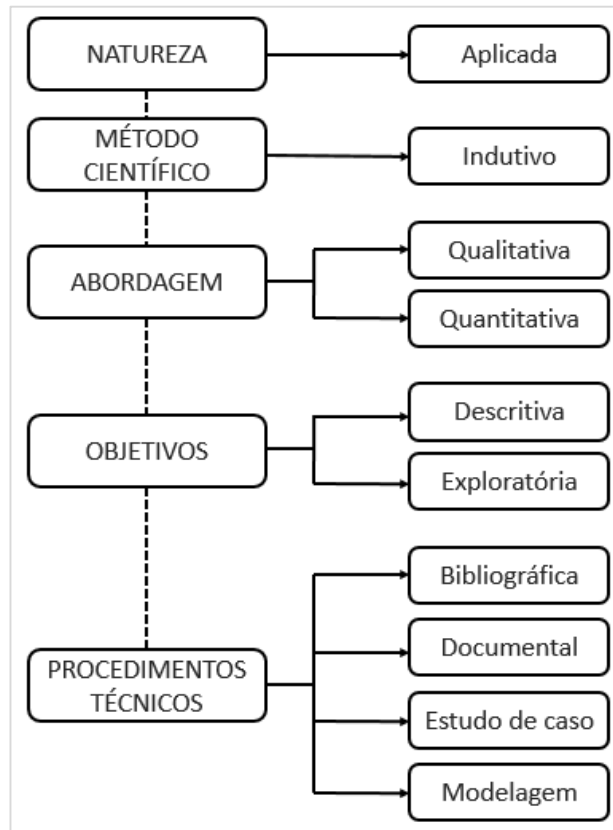 NATUREZA
Aplicada
MÉTODO
CIENTÍFICO
Indutivo
ABORDAGEM
Qualitativa
Quantitativa
OBJETIVOS
Descritiva
Exploratória
PROCEDIMENTOS
TÉCNICOS
Bibliográfica
Documental
Estudo de caso
Modelagem